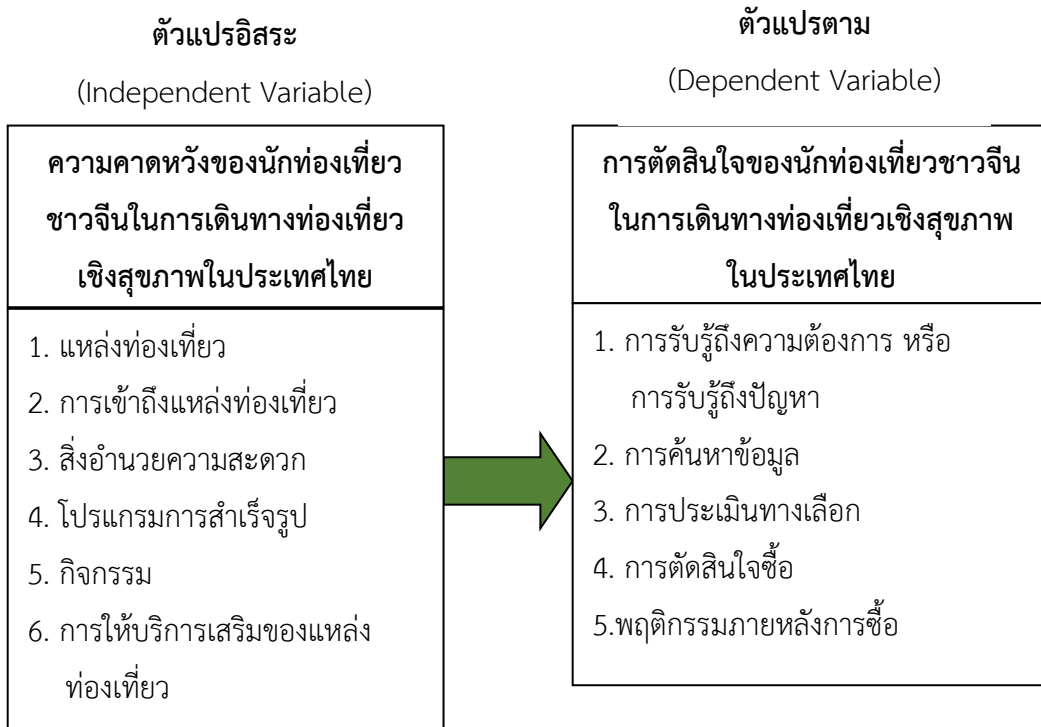 ตัวแปรอิสระ
(Independent Variable)
ความคาดหวังของนักท่องเที่ยว
ชาวจีนในการเดินทางท่องเที่ยว
เชิงสุขภาพในประเทศไทย
1. แหล่งท่องเที่ยว
2. การเข้าถึงแหล่งท่องเที่ยว
3. สิ่งอำนวยความสะดวก
4. โปรแกรมการสำเร็จรูป
5. กิจกรรม
6. การให้บริการเสริมของแหล่ง
ท่องเที่ยว
ตัวแปรตาม
(Dependent Variable)
การตัดสินใจของนักท่องเที่ยวชาวจีน
ในการเดินทางท่องเที่ยวเชิงสุขภาพ
ในประเทศไทย
1. การรับรู้ถึงความต้องการ หรือ
การรับรู้ถึงปัญหา
2. การค้นหาข้อมูล
3. การประเมินทางเลือก
4. การตัดสินใจซื้อ
5.พฤติกรรมภายหลังการซื้อ